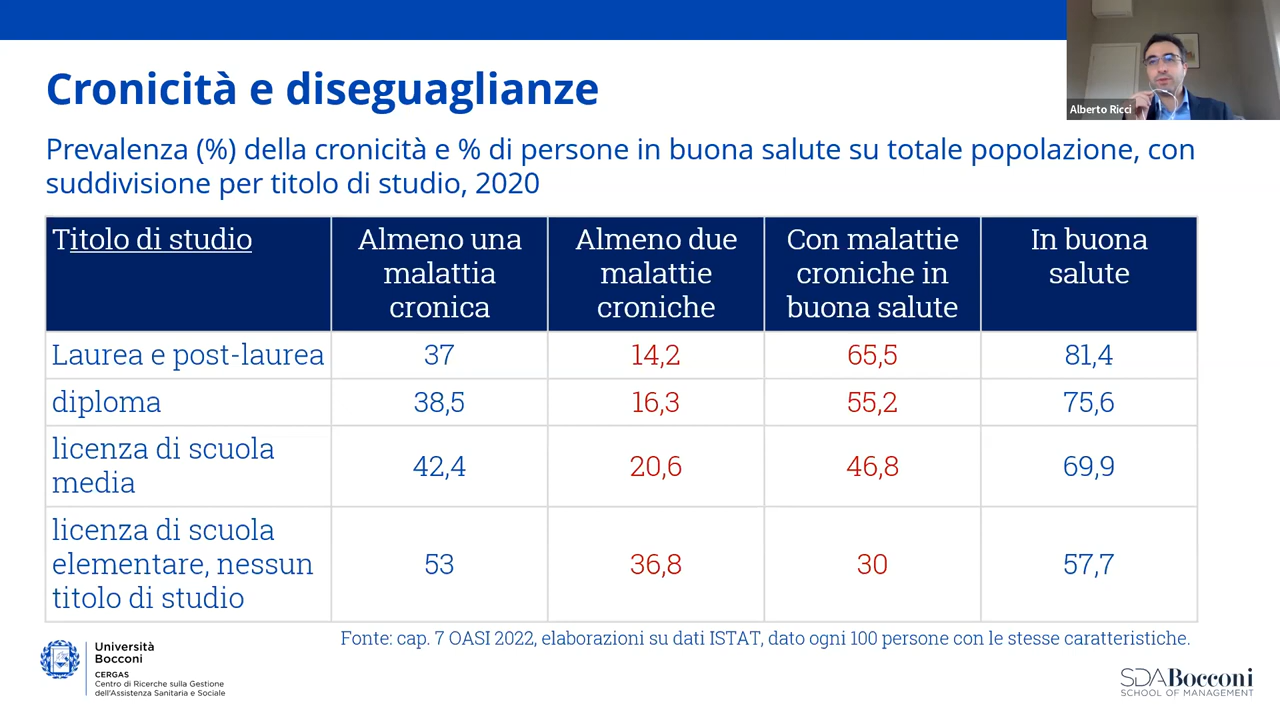 Cronicità e diseguaglianze
Alberto Ricci
Prevalenza (%) della cronicità e % di persone in buona salute su totale popolazione, con
suddivisione per titolo di studio, 2020
Titolo di studio
Almeno una
malattia
cronica
Almeno due
malattie
croniche
Con malattie
croniche in
buona salute
In buona
salute
Laurea e post-laurea 37 14,2 65,5 81,4
diploma 38,5 16,3 55,2 75,6
licenza di scuola
media
42,4 20,6 46,8 69,9
licenza di scuola
elementare, nessun
titolo di studio
53 36,8 30 57,7
Fonte: cap. 7 OASI 2022, elaborazioni su dati ISTAT, dato ogni 100 persone con le stesse caratteristiche.
Università
Bocconi
CERGAS
Centro di Ricerche sulla Gestione
dell'Assistenza Sanitaria e Sociale
SDA Bocconi
SCHOOL OF MANAGEMENT